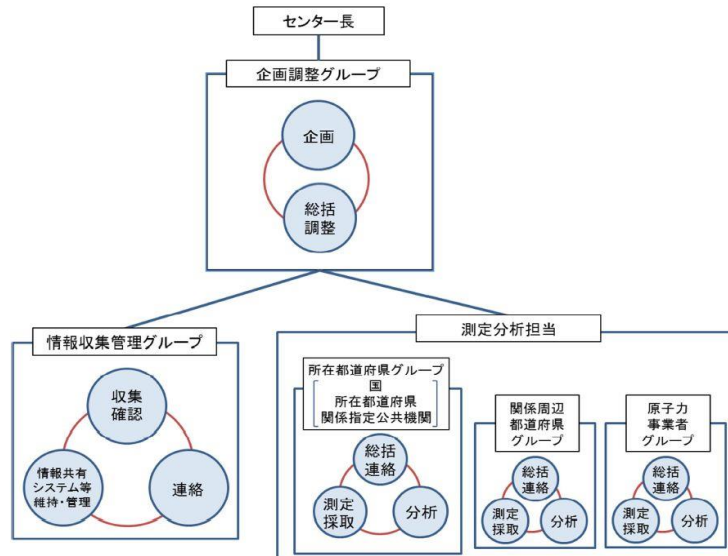 センター長
企画調整グループ
企画
総括
調整
情報収集管理グループ
収集
確認
情報共有
システム等
維持・管理
連絡
測定分析担当
所在都道府県グループ
国
所在都道府県
関係指定公共機関
総括
連絡
測定
採取
分析
関係周辺
都道府県
グループ
総括
連絡
測定
採取
分析
原子力
事業者
グループ
総括
連絡
測定
採取
分析